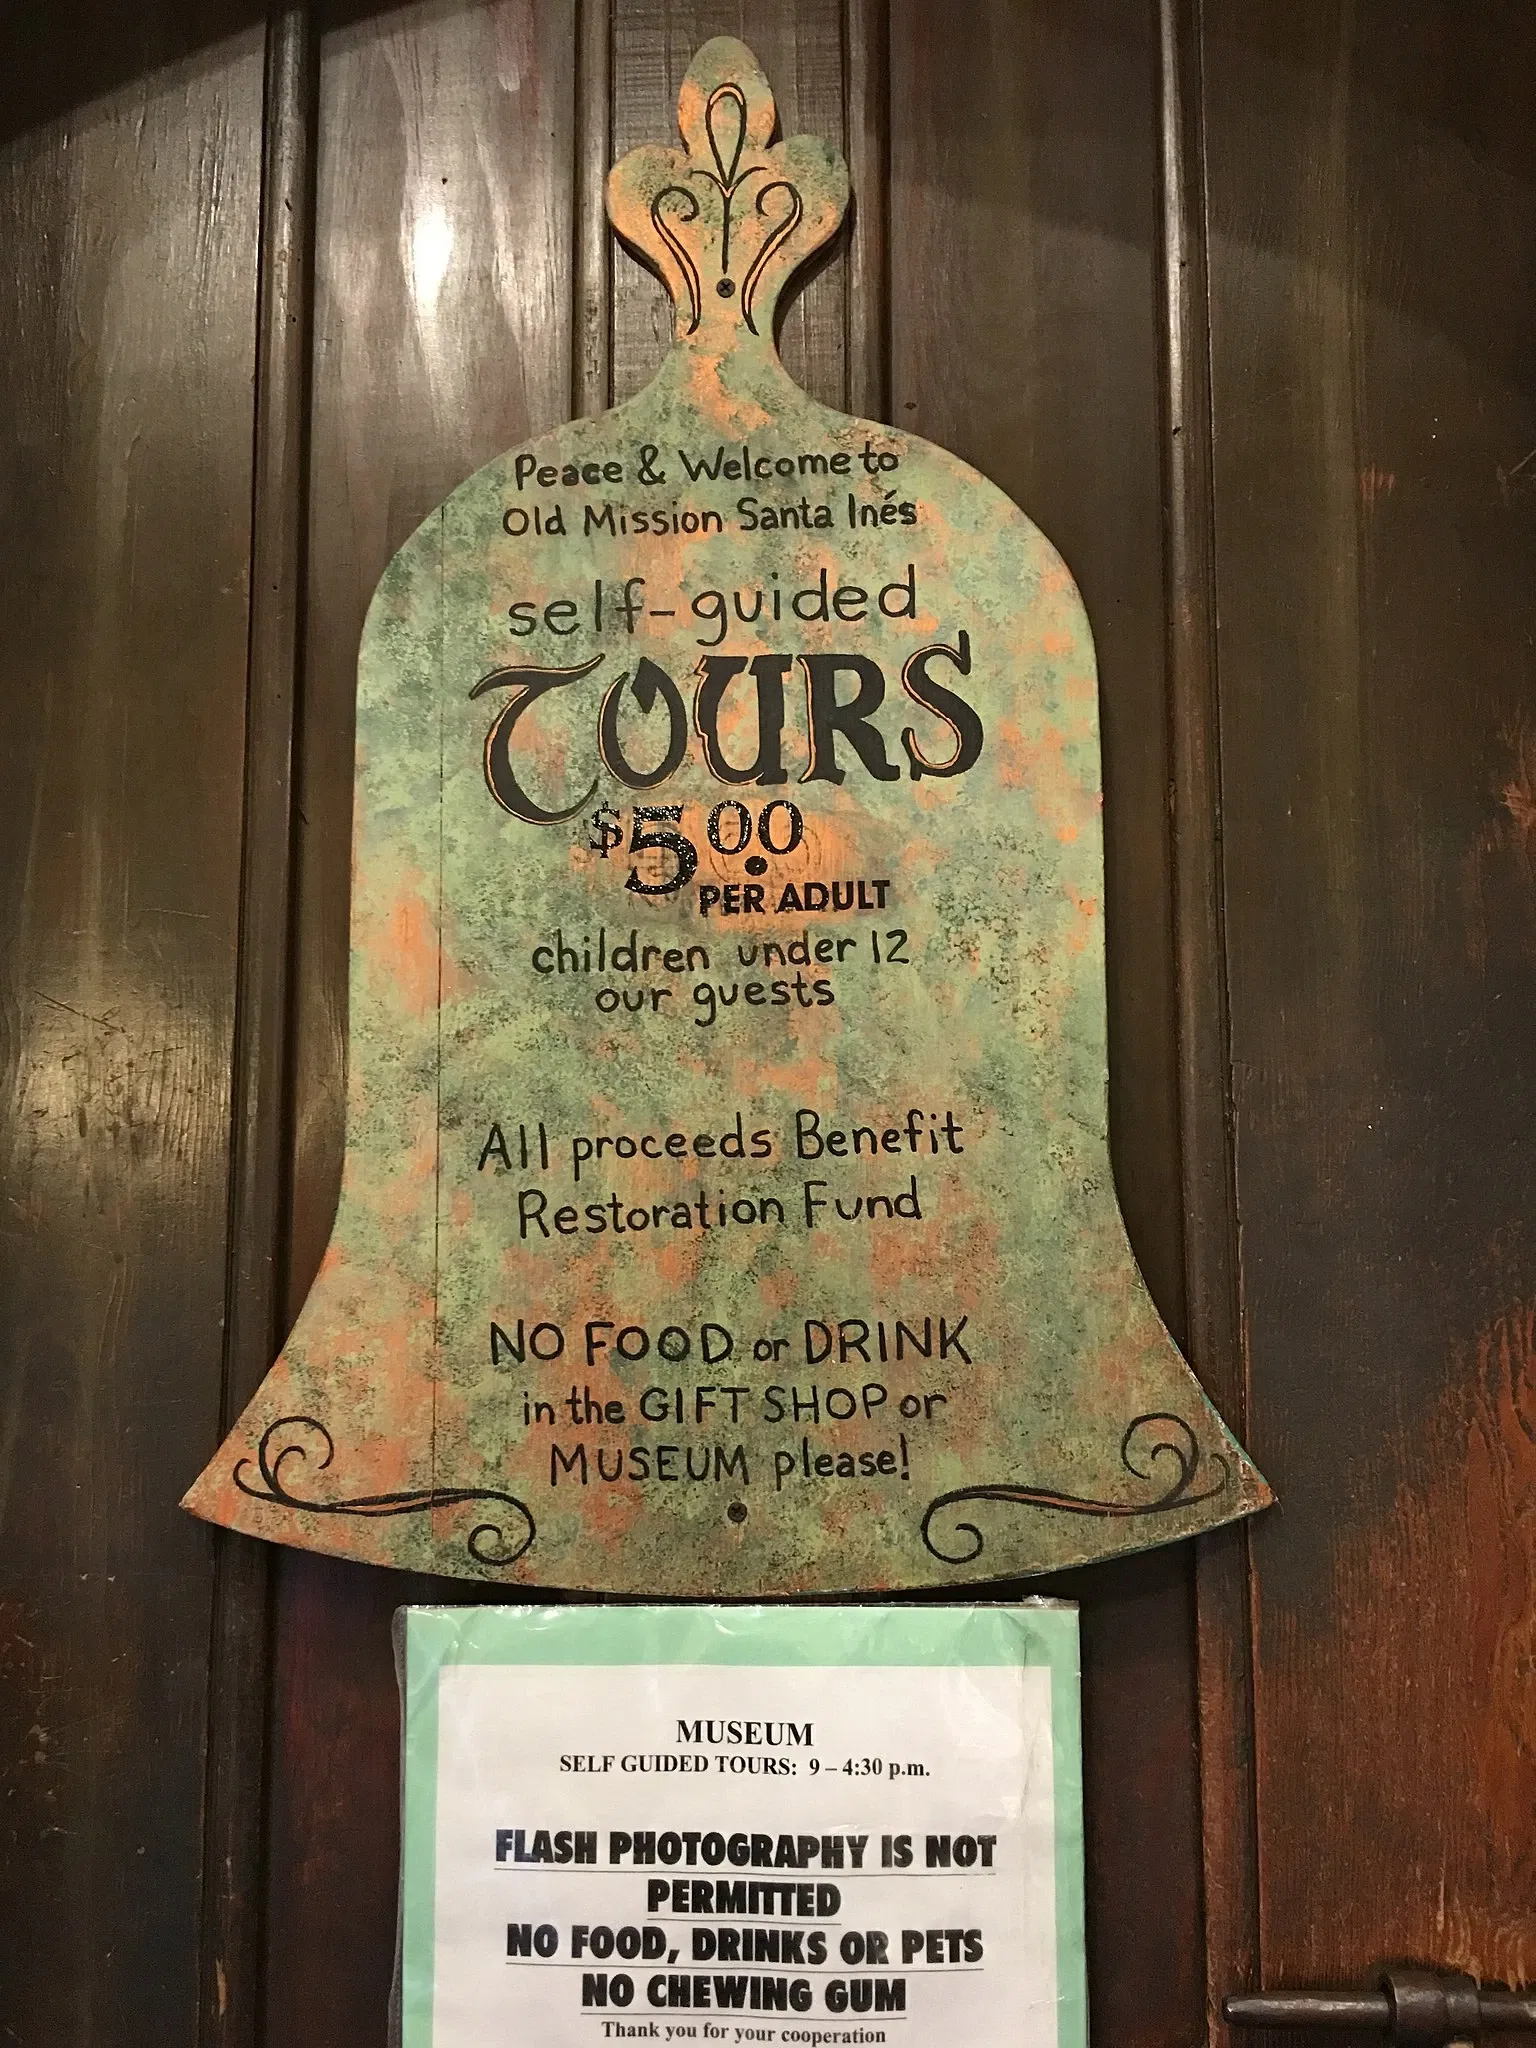 Peace & Welcome to
Old Mission Santa Inés
self-guided
TOURS
$5.00
PER ADULT
children under 12
our guests
All proceeds Benefit
Restoration Fund
NO FOOD or DRINK
in the GIFT SHOP or
MUSEUM please!
MUSEUM
SELF GUIDED TOURS: 9 – 4:30 p.m.
FLASH PHOTOGRAPHY IS NOT
PERMITTED
NO FOOD, DRINKS OR PETS
NO CHEWING GUM
Thank you for your cooperation